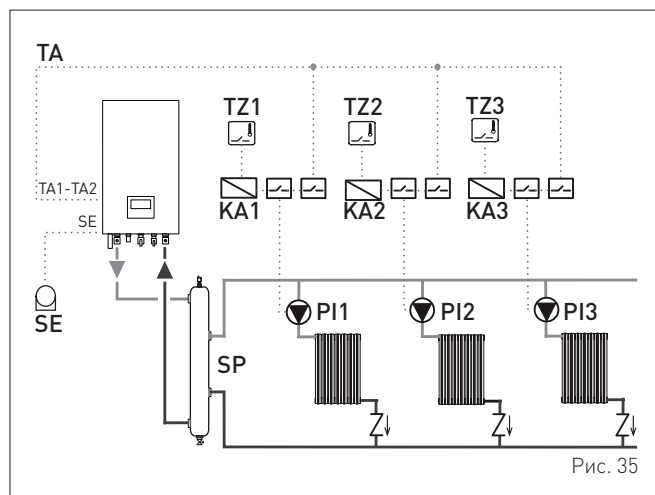 TA
TZ1 TZ2 TZ3
TA1-TA2
KA1 KA2 KA3
SE
SE
PI1 PI2 PI3
SP
Рис. 35